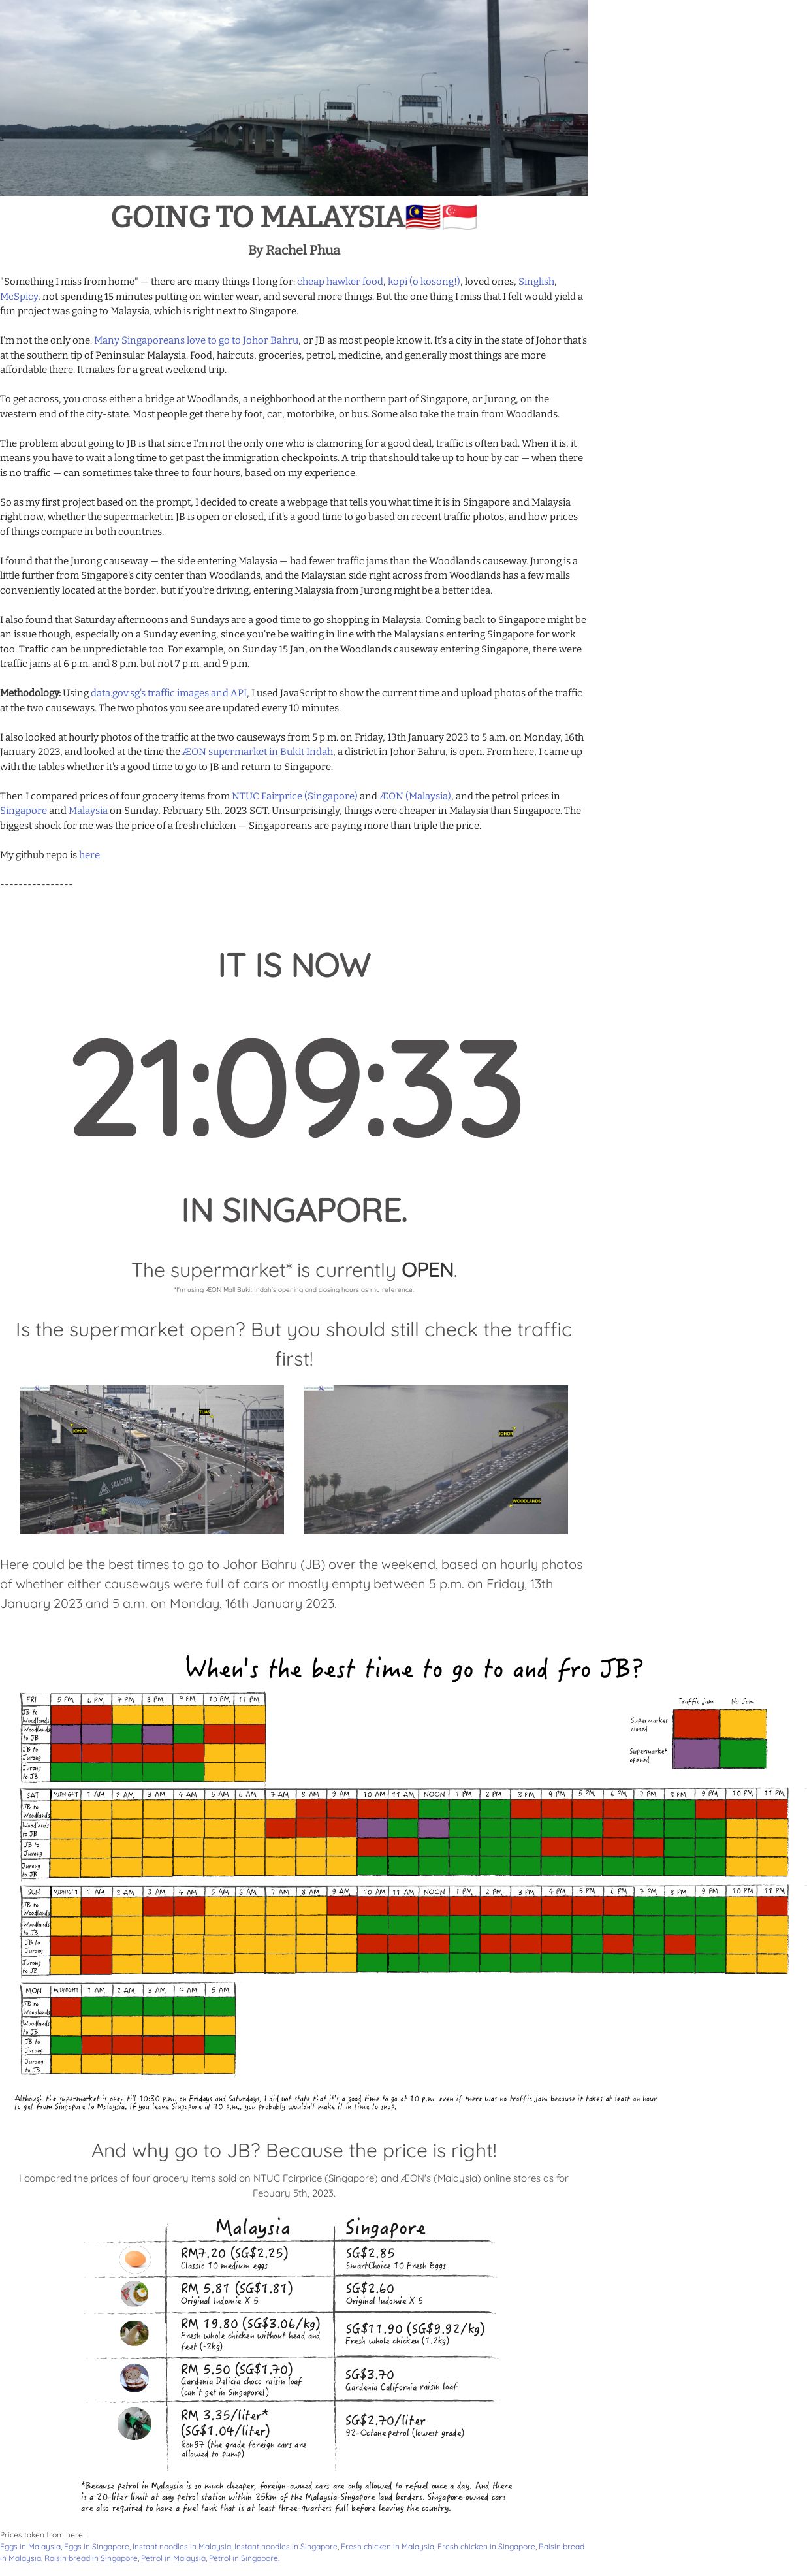 GOING TO MALAYSIA🇲🇾🇸🇬
By Rachel Phua
"Something I miss from home" — there are many things I long for: cheap hawker food, kopi (o kosong!), loved ones, Singlish,
McSpicy, not spending 15 minutes putting on winter wear, and several more things. But the one thing I miss that I felt would yield a
fun project was going to Malaysia, which is right next to Singapore.
I'm not the only one. Many Singaporeans love to go to Johor Bahru, or JB as most people know it. It's a city in the state of Johor that's
at the southern tip of Peninsular Malaysia. Food, haircuts, groceries, petrol, medicine, and generally most things are more
affordable there. It makes for a great weekend trip.
To get across, you cross either a bridge at Woodlands, a neighborhood at the northern part of Singapore, or Jurong, on the
western end of the city-state. Most people get there by foot, car, motorbike, or bus. Some also take the train from Woodlands.
The problem about going to JB is that since I'm not the only one who is clamoring for a good deal, traffic is often bad. When it is, it
means you have to wait a long time to get past the immigration checkpoints. A trip that should take up to hour by car — when there
is no traffic — can sometimes take three to four hours, based on my experience.
So as my first project based on the prompt, I decided to create a webpage that tells you what time it is in Singapore and Malaysia
right now, whether the supermarket in JB is open or closed, if it's a good time to go based on recent traffic photos, and how prices
of things compare in both countries.
I found that the Jurong causeway — the side entering Malaysia — had fewer traffic jams than the Woodlands causeway. Jurong is a
little further from Singapore's city center than Woodlands, and the Malaysian side right across from Woodlands has a few malls
conveniently located at the border, but if you're driving, entering Malaysia from Jurong might be a better idea.
I also found that Saturday afternoons and Sundays are a good time to go shopping in Malaysia. Coming back to Singapore might be
an issue though, especially on a Sunday evening, since you're be waiting in line with the Malaysians entering Singapore for work
too. Traffic can be unpredictable too. For example, on Sunday 15 Jan, on the Woodlands causeway entering Singapore, there were
traffic jams at 6 p.m. and 8 p.m. but not 7 p.m. and 9 p.m.
Methodology: Using data.gov.sg's traffic images and API, I used JavaScript to show the current time and upload photos of the traffic
at the two causeways. The two photos you see are updated every 10 minutes.
I also looked at hourly photos of the traffic at the two causeways from 5 p.m. on Friday, 13th January 2023 to 5 a.m. on Monday, 16th
January 2023, and looked at the time the ÆON supermarket in Bukit Indah, a district in Johor Bahru, is open. From here, I came up
with the tables whether it's a good time to go to JB and return to Singapore.
Then I compared prices of four grocery items from NTUC Fairprice (Singapore) and ÆON (Malaysia), and the petrol prices in
Singapore and Malaysia on Sunday, February 5th, 2023 SGT. Unsurprisingly, things were cheaper in Malaysia than Singapore. The
biggest shock for me was the price of a fresh chicken — Singaporeans are paying more than triple the price.
My github repo is here.
----------------
IT IS NOW
21:09:33
IN SINGAPORE.
The supermarket* is currently OPEN.
*I'm using ÆON Mall Bukit Indah's opening and closing hours as my reference.
Is the supermarket open? But you should still check the traffic
first!
TUAS
JOHOR
JOHOR
WOODLANDS
SAMCHEM
Here could be the best times to go to Johor Bahru (JB) over the weekend, based on hourly photos
of whether either causeways were full of cars or mostly empty between 5 p.m. on Friday, 13th
January 2023 and 5 a.m. on Monday, 16th January 2023.
When's the best time to go to and fro JB?
Traffic jam No Jam
Supermarket closed
Supermarket opened
FRI 5 PM 6 PM 7 PM 8 PM 9 PM 10 PM 11 PM
JB to Woodlands
Woodlands to JB
JB to Jurong
Jurong to JB
SAT MIDNIGHT 1 AM 2 AM 3 AM 4 AM 5 AM 6 AM 7 AM 8 AM 9 AM 10 AM 11 AM NOON 1 PM 2 PM 3 PM 4 PM 5 PM 6 PM 7 PM 8 PM 9 PM 10 PM 11 PM
JB to Woodlands
Woodlands to JB
JB to Jurong
Jurong to JB
SUN MIDNIGHT 1 AM 2 AM 3 AM 4 AM 5 AM 6 AM 7 AM 8 AM 9 AM 10 AM 11 AM NOON 1 PM 2 PM 3 PM 4 PM 5 PM 6 PM 7 PM 8 PM 9 PM 10 PM 11 PM
JB to Woodlands
Woodlands to JB
JB to Jurong
Jurong to JB
MON MIDNIGHT 1 AM 2 AM 3 AM 4 AM 5 AM
JB to Woodlands
Woodlands to JB
JB to Jurong
Jurong to JB
Although the supermarket is open till 10:30 p.m. on Fridays and Saturdays, I did not state that it's a good time to go at 10 p.m. even if there was no traffic jam because it takes at least an hour
to get from Singapore to Malaysia. If you leave Singapore at 10 p.m., you probably wouldn't make it in time to shop.
And why go to JB? Because the price is right!
I compared the prices of four grocery items sold on NTUC Fairprice (Singapore) and ÆON's (Malaysia) online stores as for
Febuary 5th, 2023.
Malaysia Singapore
RM7.20 (SG$2.25) SG$2.85
Classic 10 medium eggs SmartChoice 10 Fresh Eggs
RM 5.81 (SG$1.81) SG$2.60
Original Indomie X 5 Original Indomie X 5
RM 19.80 (SG$3.06/kg) SG$11.90 (SG$9.92/kg)
Fresh whole chicken without head and
feet (~2kg)
Fresh whole chicken (1.2kg)
RM 5.50 (SG$1.70) SG$3.70
Gardenia Delicia choco raisin loaf
(can't get in Singapore!)
Gardenia California raisin loaf
RM 3.35/liter*
(SG$1.04/liter)
SG$2.70/liter
Ron97 (the grade foreign cars are
allowed to pump)
92-Octane petrol (lowest grade)
*Because petrol in Malaysia is so much cheaper, foreign-owned cars are only allowed to refuel once a day. And there
is a 20-liter limit at any petrol station within 25km of the Malaysia-Singapore land borders. Singapore-owned cars
are also required to have a fuel tank that is at least three-quarters full before leaving the country.
Prices taken from here:
Eggs in Malaysia, Eggs in Singapore, Instant noodles in Malaysia, Instant noodles in Singapore, Fresh chicken in Malaysia, Fresh chicken in Singapore, Raisin bread
in Malaysia, Raisin bread in Singapore, Petrol in Malaysia, Petrol in Singapore.